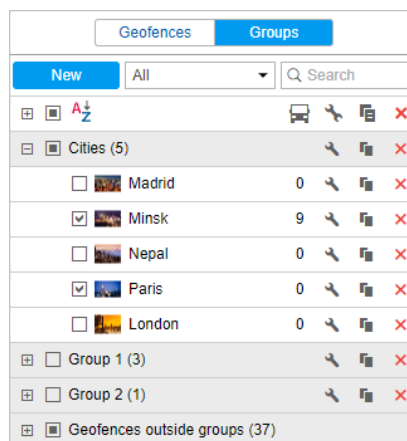 Geofences Groups
New All Search
AZ
Cities (5)
Madrid 0
Minsk 9
Nepal 0
Paris 0
London 0
Group 1 (3)
Group 2 (1)
Geofences outside groups (37)